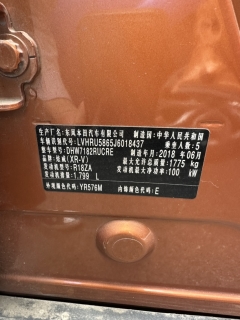 生产厂名：东风本田汽车有限公司 制造国：中华人民共和国
车辆识别代号：LVHRU5865J6018437 乘坐人数：5
整车型号：DHW7182RUCRE 制造年月：2018 年 06月
品牌：炫威(XR-V) 最大允许总质量：1775 kg
发动机型号：R18ZA 发动机最大净功率：100 kW
发动机排量：1.799 L
外饰颜色代码：YR576M 内饰颜色代码：E